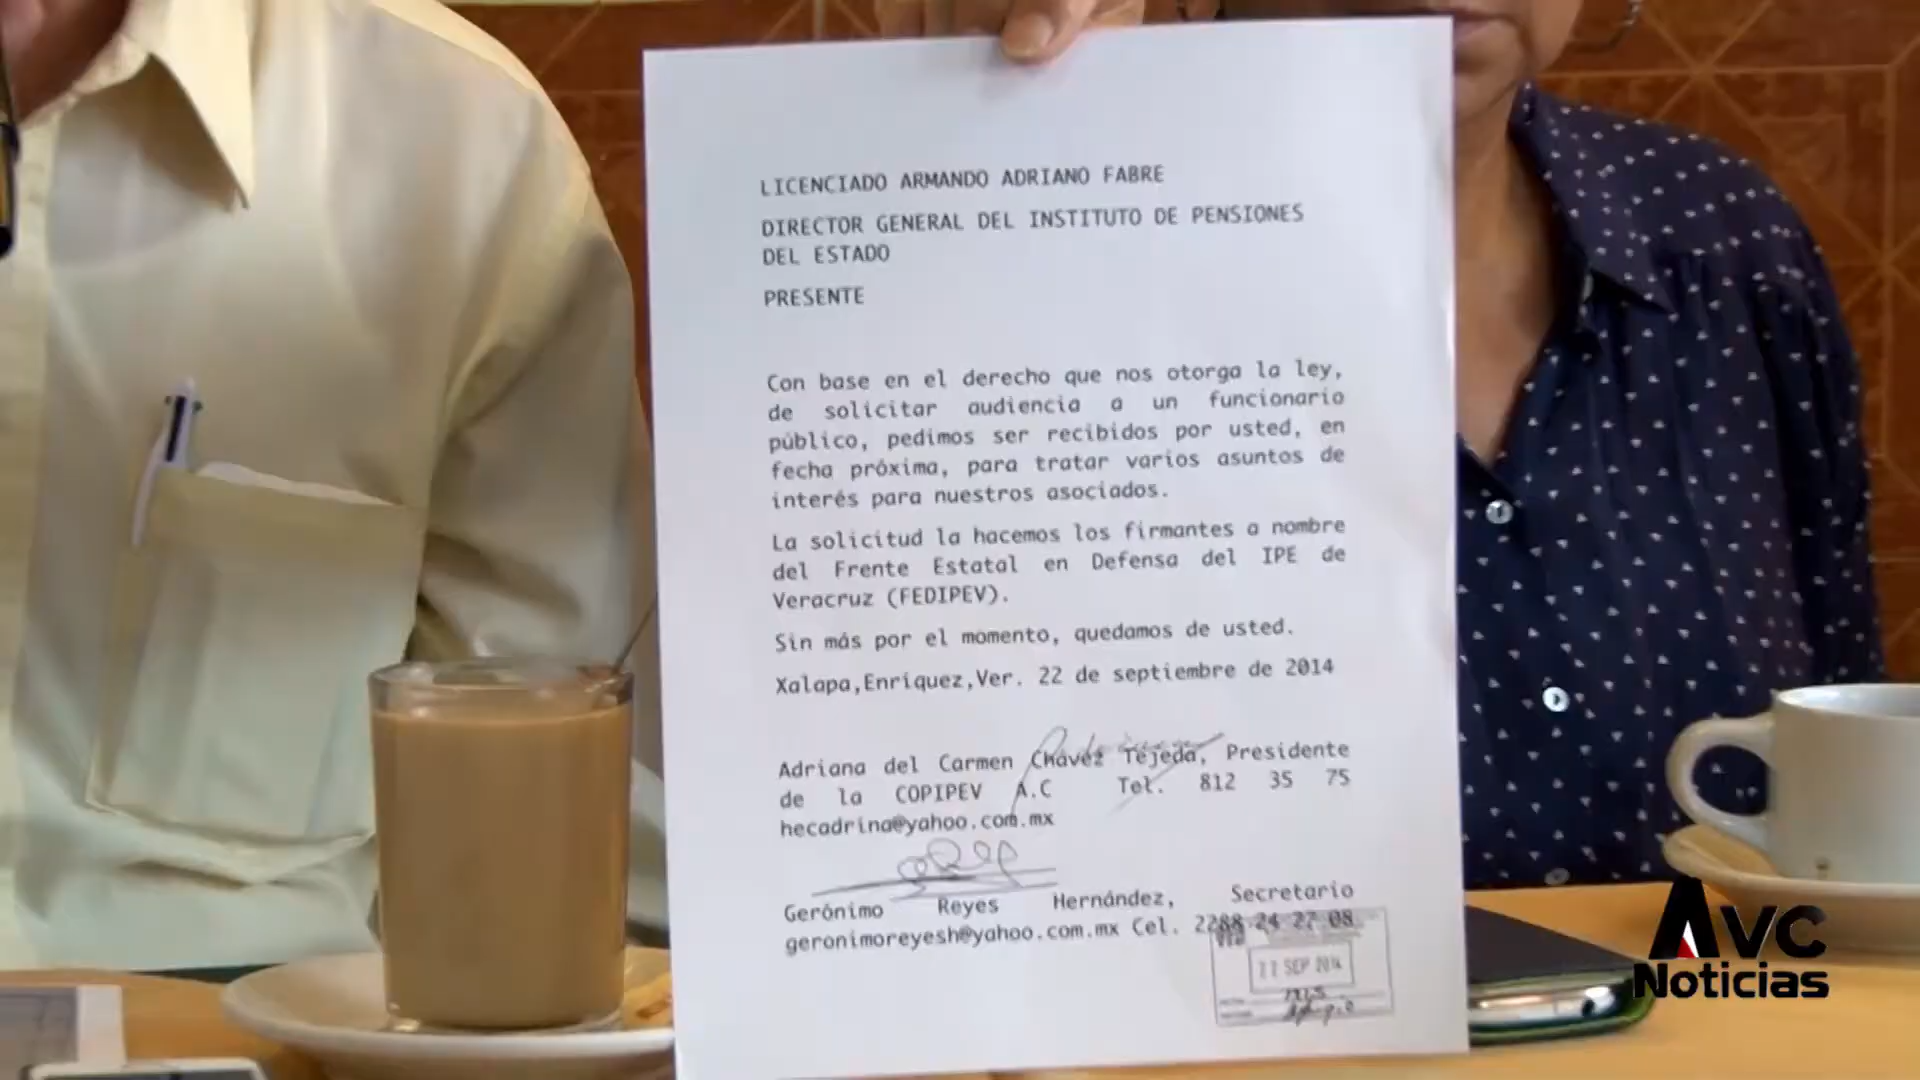 LICENCIADO ARMANDO ADRIANO FABRE
DIRECTOR GENERAL DEL INSTITUTO DE PENSIONES
DEL ESTADO
PRESENTE
Con base en el derecho que nos otorga la ley,
de solicitar audiencia a un funcionario
público, pedimos ser recibidos por usted, en
fecha próxima, para tratar varios asuntos de
interés para nuestros asociados.
La solicitud la hacemos los firmantes a nombre
del Frente Estatal en Defensa del IPE de
Veracruz (FEDIPEV).
Sin más por el momento, quedamos de usted.
Xalapa,Enríquez,Ver. 22 de septiembre de 2014
Adriana del Carmen Chávez Tejeda, Presidente
de la COPIPEV A.C Tel. 812 35 75
hecadrina@yahoo.com.mx
Gerónimo Reyes Hernández, Secretario
geronimoreyesh@yahoo.com.mx Cel. 2288 24 27 08
SEP 2014
Avc
Noticias